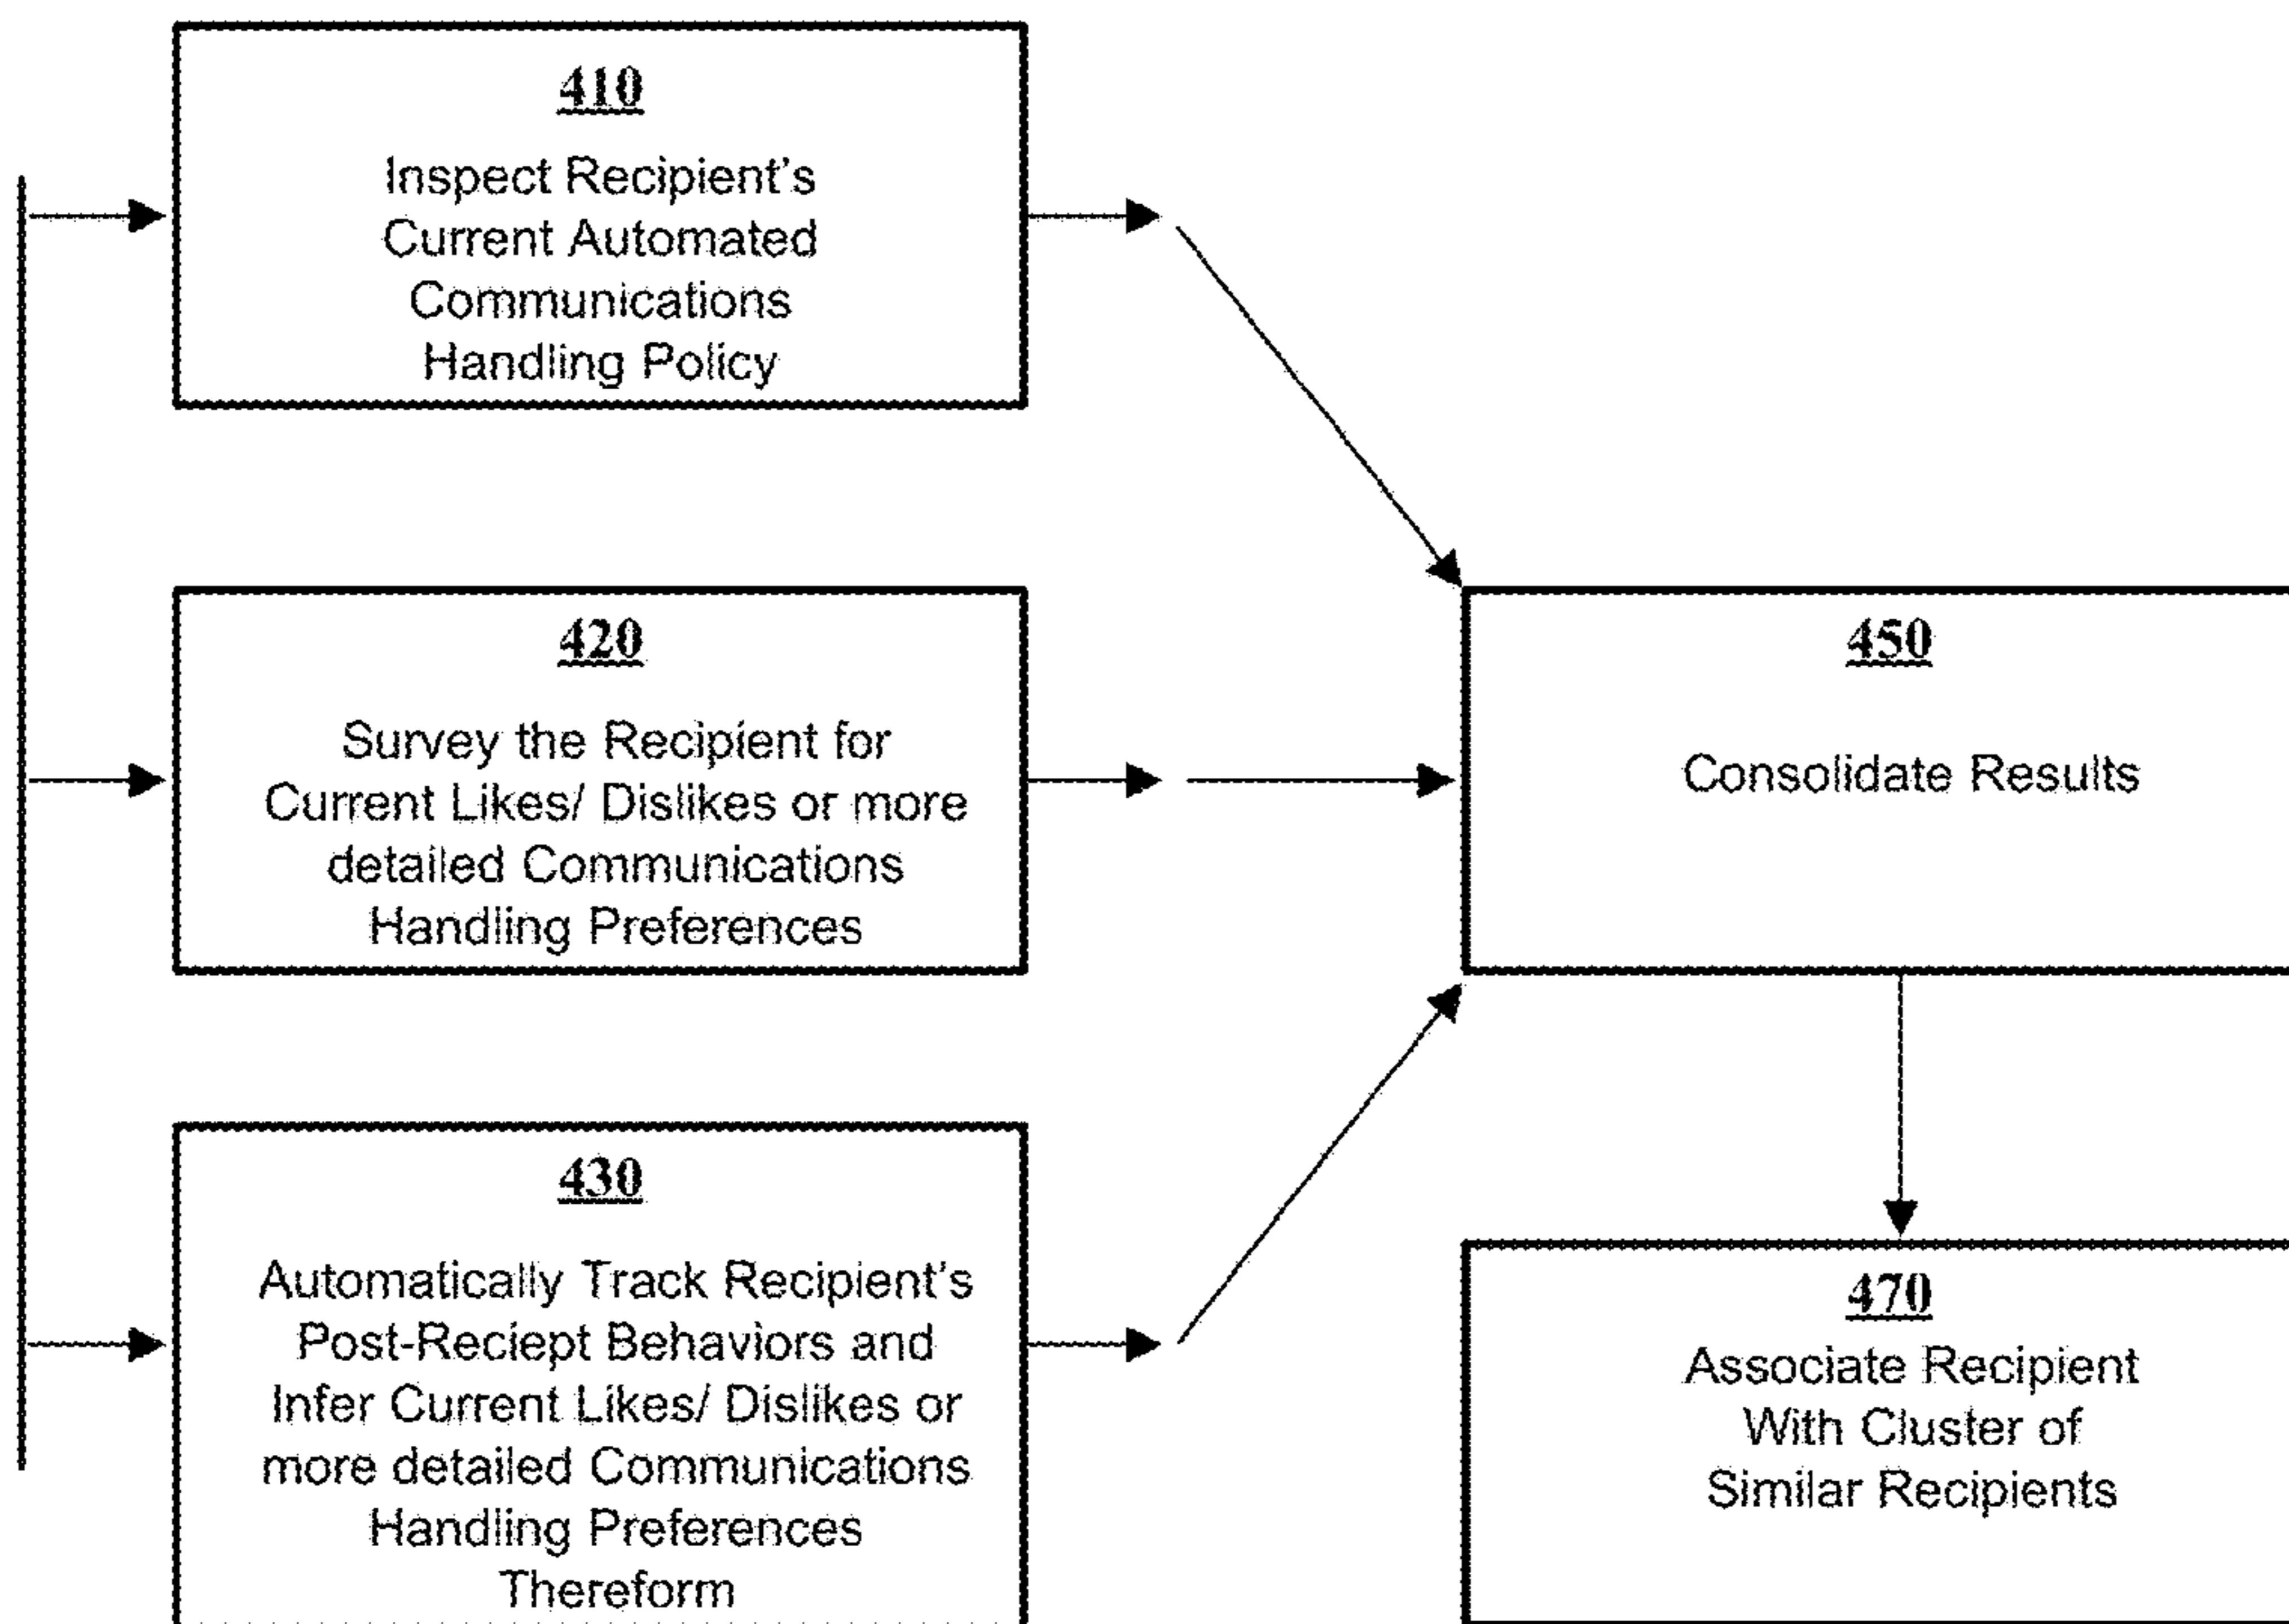 410
Inspect Recipient's
Current Automated
Communications
Handling Policy
420
Survey the Recipient for
Current Likes/ Dislikes or more
detailed Communications
Handling Preferences
430
Automatically Track Recipient's
Post-Reciept Behaviors and
Infer Current Likes/ Dislikes or
more detailed Communications
Handling Preferences
Thereform
450
Consolidate Results
470
Associate Recipient
With Cluster of
Similar Recipients